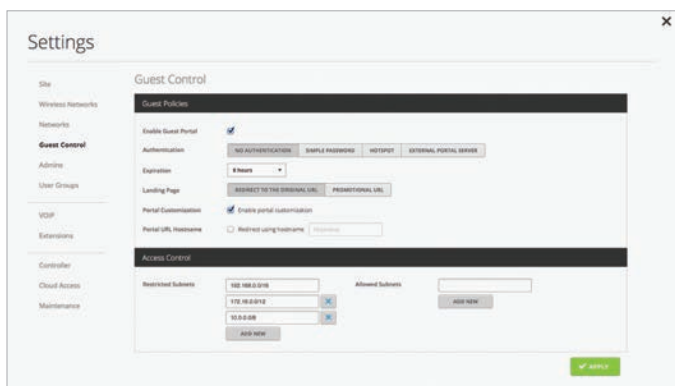 Settings
Site
Wireless Networks
Networks
Guest Control
Admins
User Groups
VOIP
Extensions
Controller
Cloud Access
Maintenance
Guest Control
Guest Policies
Enable Guest Portal
Authentication NO AUTHENTICATION SIMPLE PASSWORD HOTSPOT EXTERNAL PORTAL SERVER
Expiration 8 hours
Landing Page REDIRECT TO THE ORIGINAL URL PROMOTIONAL URL
Portal Customization Enable portal customization
Portal URL Hostname Redirect using hostname
Access Control
Restricted Subnets 192.168.0.0/16 Allowed Subnets
172.16.0.0/12 ADD NEW
10.0.0.0/8
ADD NEW
APPLY